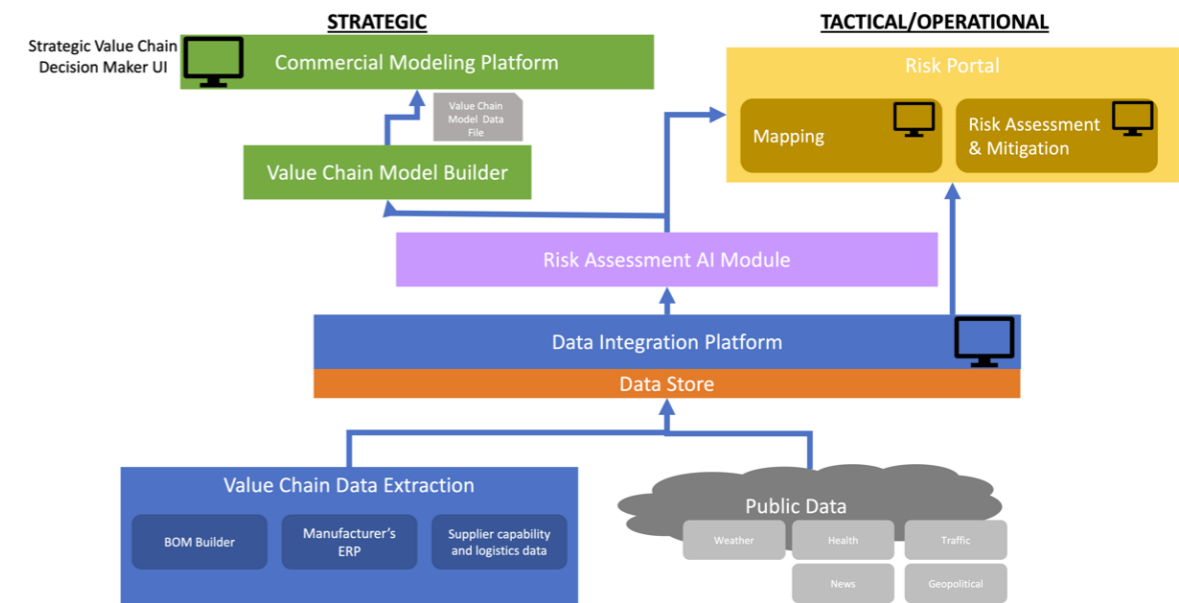 STRATEGIC
TACTICAL/OPERATIONAL
Strategic Value Chain
Decision Maker UI
Commercial Modeling Platform
Risk Portal
Value Chain
Model Data
File
Mapping
Risk Assessment
& Mitigation
Value Chain Model Builder
Risk Assessment AI Module
Data Integration Platform
Data Store
Value Chain Data Extraction
BOM Builder
Manufacturer's
ERP
Supplier capability
and logistics data
Public Data
Weather
Health
Traffic
News
Geopolitical